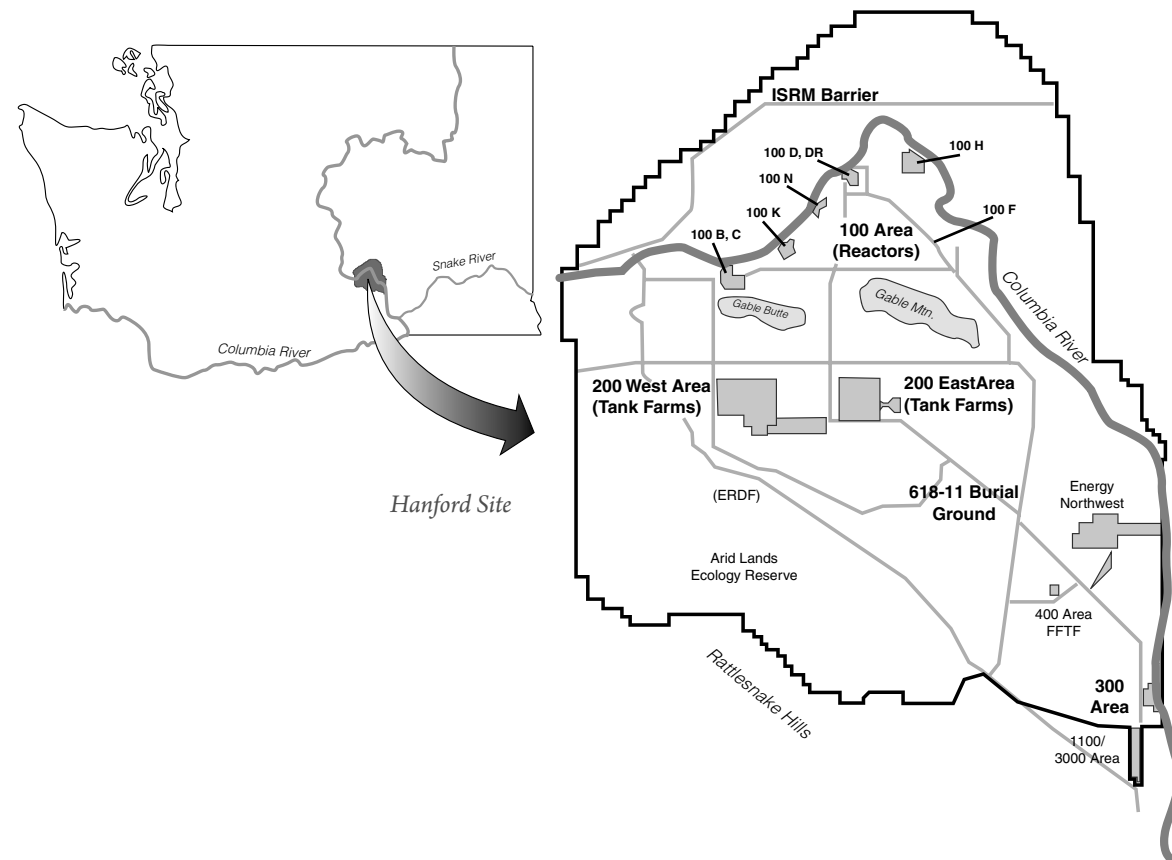 Snake River
Columbia River
Hanford Site
ISRM Barrier
100 D, DR
100 H
100 N
100 K
100 F
100 B, C
100 Area
(Reactors)
Gable Butte
Gable Mtn.
Columbia River
200 West Area
(Tank Farms)
200 EastArea
(Tank Farms)
(ERDF)
618-11 Burial
Ground
Energy
Northwest
Arid Lands
Ecology Reserve
400 Area
FFTF
Rattlesnake Hills
300
Area
1100/
3000 Area